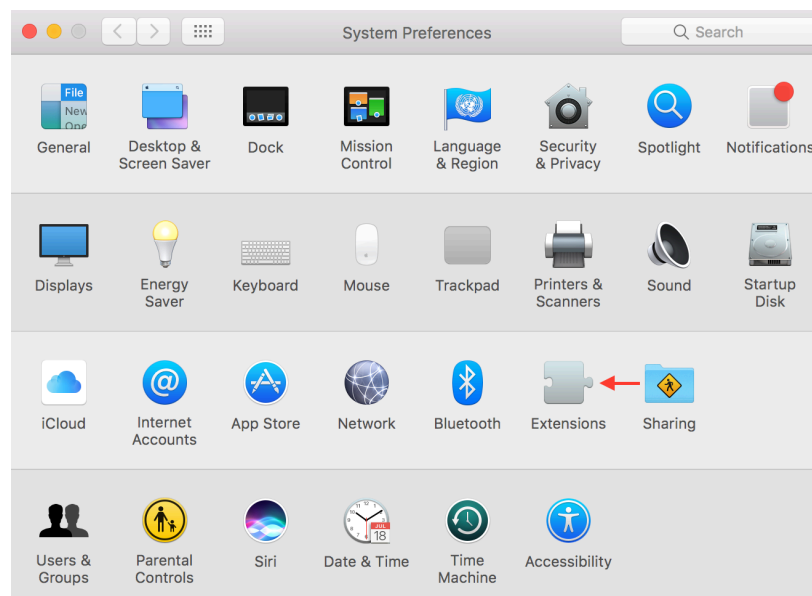 System Preferences
Search
File
New
Ope
General
Desktop &
Screen Saver
Dock
Mission
Control
Language
& Region
Security
& Privacy
Spotlight
Notifications
Displays
Energy
Saver
Keyboard
Mouse
Trackpad
Printers &
Scanners
Sound
Startup
Disk
iCloud
@
Internet
Accounts
App Store
Network
Bluetooth
Extensions
Sharing
Users &
Groups
Parental
Controls
Siri
JUL
18
Date & Time
Time
Machine
Accessibility